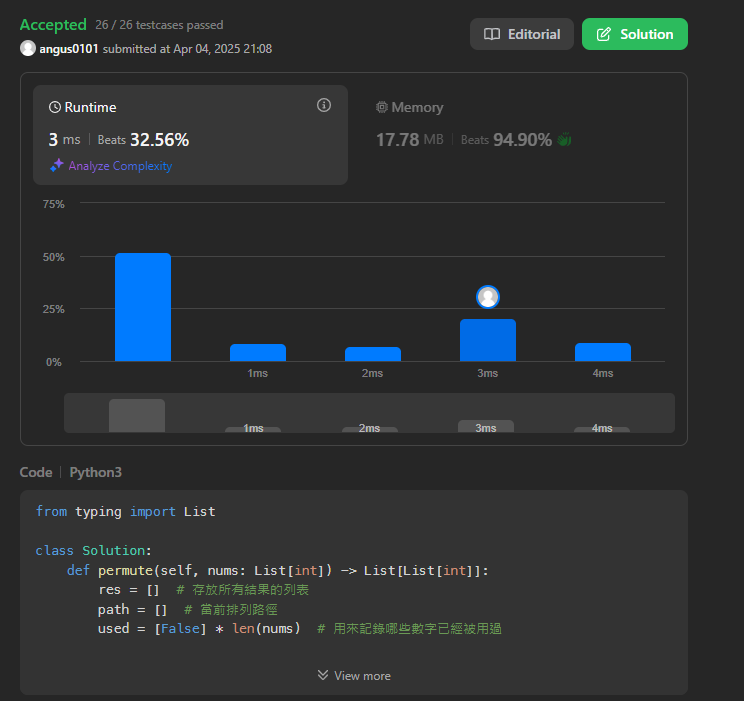 Accepted 26 / 26 testcases passed
angus0101 submitted at Apr 04, 2025 21:08
Editorial
Solution
Runtime
3 ms | Beats 32.56%
Analyze Complexity
Memory
17.78 MB | Beats 94.90%
75%
50%
25%
0%
1ms 2ms 3ms 4ms
1ms 2ms 3ms 4ms
Code | Python3
from typing import List
class Solution:
    def permute(self, nums: List[int]) -> List[List[int]]:
        res = []  # 存放所有結果的列表
        path = []  # 當前排列路徑
        used = [False] * len(nums)  # 用來記錄哪些數字已經被用過
View more